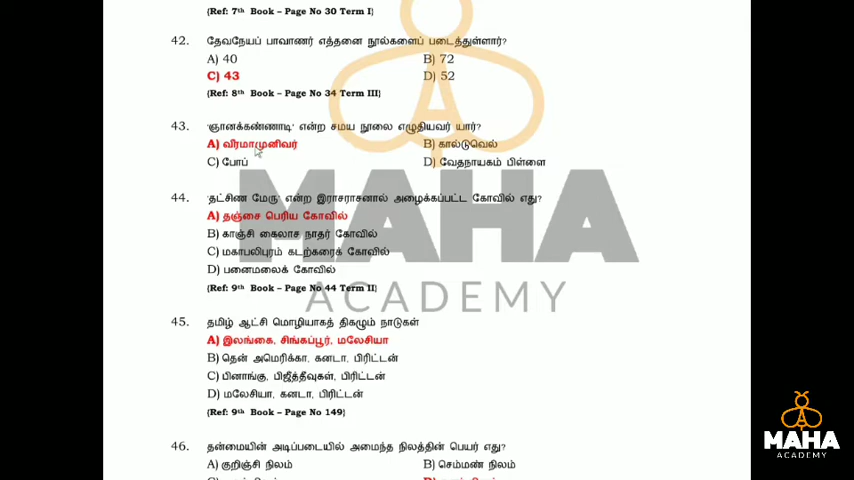 {Ref: 7th Book - Page No 30 Term I}
42. தேவநேயப் பாவாணர் எத்தனை நூல்களைப் படைத்துள்ளார்?
A) 40 B) 72
C) 43 D) 52
{Ref: 8th Book - Page No 34 Term III}
43. 'ஞானக்கண்ணாடி' என்ற சமய நூலை எழுதியவர் யார்?
A) வீரமாமுனிவர் B) கால்டுவெல்
C) போப் D) வேதநாயகம் பிள்ளை
44. 'தட்சிண மேரு' என்ற இராசராசனால் அழைக்கப்பட்ட கோவில் எது?
A) தஞ்சை பெரிய கோவில்
B) காஞ்சி கைலாச நாதர் கோவில்
C) மகாபலிபுரம் கடற்கரைக் கோவில்
D) பனைமலைக் கோவில்
{Ref: 9th Book - Page No 44 Term II}
45. தமிழ் ஆட்சி மொழியாகத் திகழும் நாடுகள்
A) இலங்கை, சிங்கப்பூர், மலேசியா
B) தென் அமெரிக்கா, கனடா, பிரிட்டன்
C) பினாங்கு, பிஜீத்தீவுகள், பிரிட்டன்
D) மலேசியா, கனடா, பிரிட்டன்
{Ref: 9th Book - Page No 149}
46. தன்மையின் அடிப்படையில் அமைந்த நிலத்தின் பெயர் எது?
A) குறிஞ்சி நிலம் B) செம்மண் நிலம்
MAHA
ACADEMY
MAHA
ACADEMY